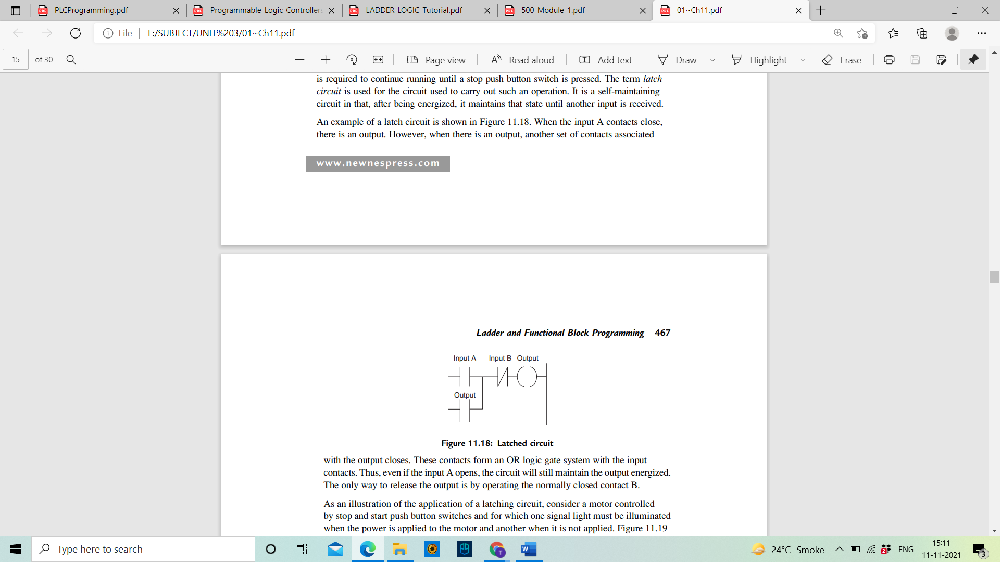 PLCProgramming.pdf
Programmable_Logic_Controllers
LADDER_LOGIC_Tutorial.pdf
500_Module_1.pdf
01~Ch11.pdf
File
E:/SUBJECT/UNIT%203/01~Ch11.pdf
15
of 30
Page view
Read aloud
Add text
Draw
Highlight
Erase
is required to continue running until a stop push button switch is pressed. The term latch
circuit is used for the circuit used to carry out such an operation. It is a self-maintaining
circuit in that, after being energized, it maintains that state until another input is received.
An example of a latch circuit is shown in Figure 11.18. When the input A contacts close,
there is an output. However, when there is an output, another set of contacts associated
www.newnespress.com
Ladder and Functional Block Programming 467
Input A Input B Output
Output
Figure 11.18: Latched circuit
with the output closes. These contacts form an OR logic gate system with the input
contacts. Thus, even if the input A opens, the circuit will still maintain the output energized.
The only way to release the output is by operating the normally closed contact B.
As an illustration of the application of a latching circuit, consider a motor controlled
by stop and start push button switches and for which one signal light must be illuminated
when the power is applied to the motor and another when it is not applied. Figure 11.19
Type here to search
24°C Smoke
2
ENG
15:11
11-11-2021
3